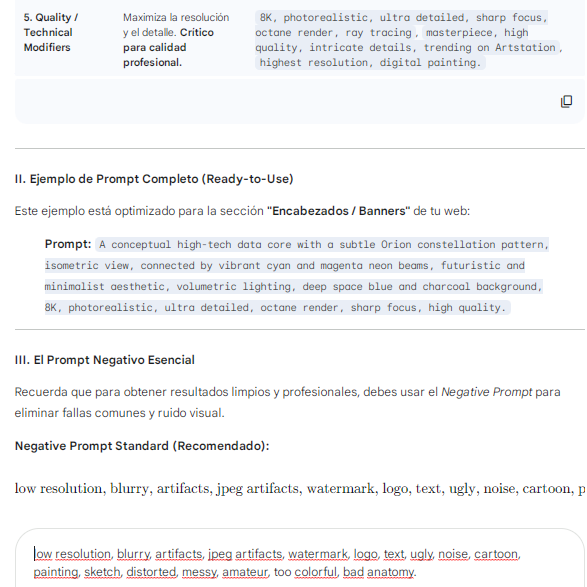 5. Quality / Technical Modifiers
Maximiza la resolución y el detalle. Crítico para calidad profesional.
8K, photorealistic, ultra detailed, sharp focus,
octane render, ray tracing, masterpiece, high
quality, intricate details, trending on Artstation,
highest resolution, digital painting.
II. Ejemplo de Prompt Completo (Ready-to-Use)
Este ejemplo está optimizado para la sección "Encabezados / Banners" de tu web:
Prompt: A conceptual high-tech data core with a subtle Orion constellation pattern,
isometric view, connected by vibrant cyan and magenta neon beams, futuristic and
minimalist aesthetic, volumetric lighting, deep space blue and charcoal background,
8K, photorealistic, ultra detailed, octane render, sharp focus, high quality.
III. El Prompt Negativo Esencial
Recuerda que para obtener resultados limpios y profesionales, debes usar el Negative Prompt para
eliminar fallas comunes y ruido visual.
Negative Prompt Standard (Recomendado):
low resolution, blurry, artifacts, jpeg artifacts, watermark, logo, text, ugly, noise, cartoon, p
low resolution, blurry, artifacts, jpeg artifacts, watermark, logo, text, ugly, noise, cartoon,
painting, sketch, distorted, messy, amateur, too colorful, bad anatomy.